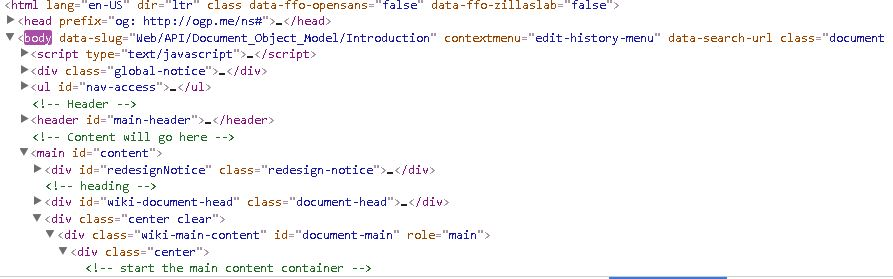 <html lang="en-US" dir="ltr" class data-ffo-opensans="false" data-ffo-zillaslab="false">
▶<head prefix="og: http://ogp.me/ns#">…</head>
▼<body data-slug="Web/API/Document_Object_Model/Introduction" contextmenu="edit-history-menu" data-search-url class="document
▶<script type="text/javascript">…</script>
▶<div class="global-notice">…</div>
▶<ul id="nav-access">…</ul>
<!-- Header -->
▶<header id="main-header">…</header>
<!-- Content will go here -->
▼<main id="content">
▶<div id="redesignNotice" class="redesign-notice">…</div>
<!-- heading -->
▶<div id="wiki-document-head" class="document-head">…</div>
▼<div class="center clear">
▼<div class="wiki-main-content" id="document-main" role="main">
▼<div class="center">
<!-- start the main content container -->